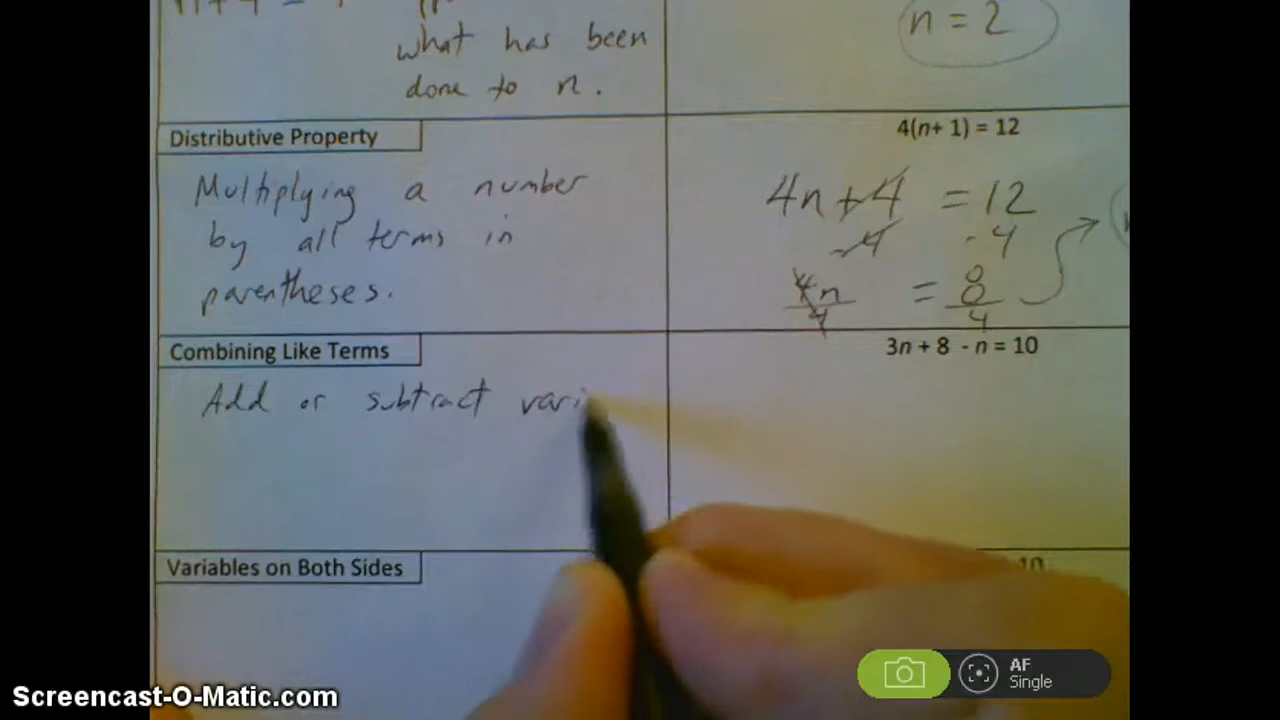 what has been
n = 2
done to n.
Distributive Property
4(n+ 1) = 12
Multiplying a number
by all terms in
parentheses.
4n + 4 = 12
- 4 - 4
4n = 8
4 4
Combining Like Terms
3n + 8 - n = 10
Add or subtract vari
Variables on Both Sides
10
AF
Single
Screencast-O-Matic.com